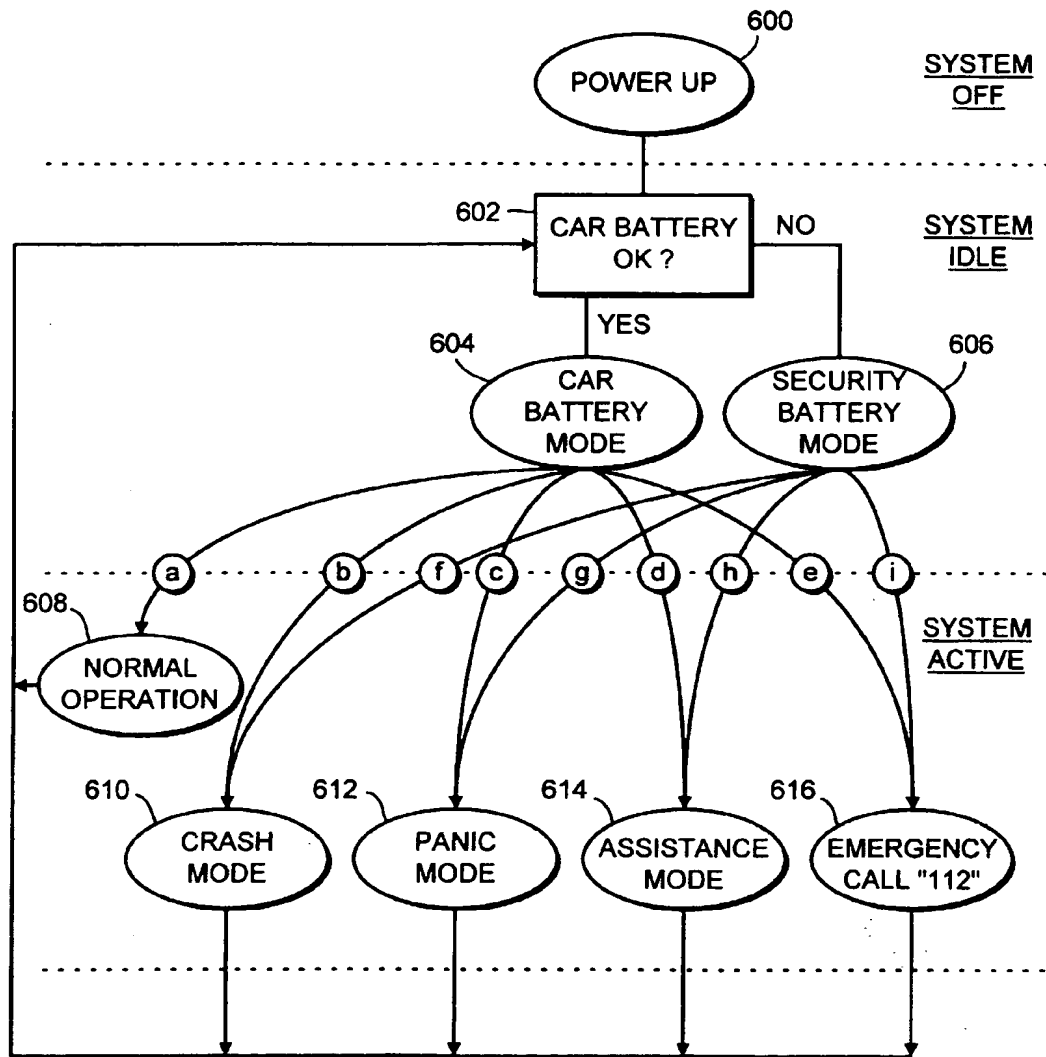 600
POWER UP
SYSTEM
OFF
602
CAR BATTERY
OK ?
NO
SYSTEM
IDLE
YES
604
CAR
BATTERY
MODE
606
SECURITY
BATTERY
MODE
a
b
f
c
g
d
h
e
i
608
NORMAL
OPERATION
SYSTEM
ACTIVE
610
CRASH
MODE
612
PANIC
MODE
614
ASSISTANCE
MODE
616
EMERGENCY
CALL "112"